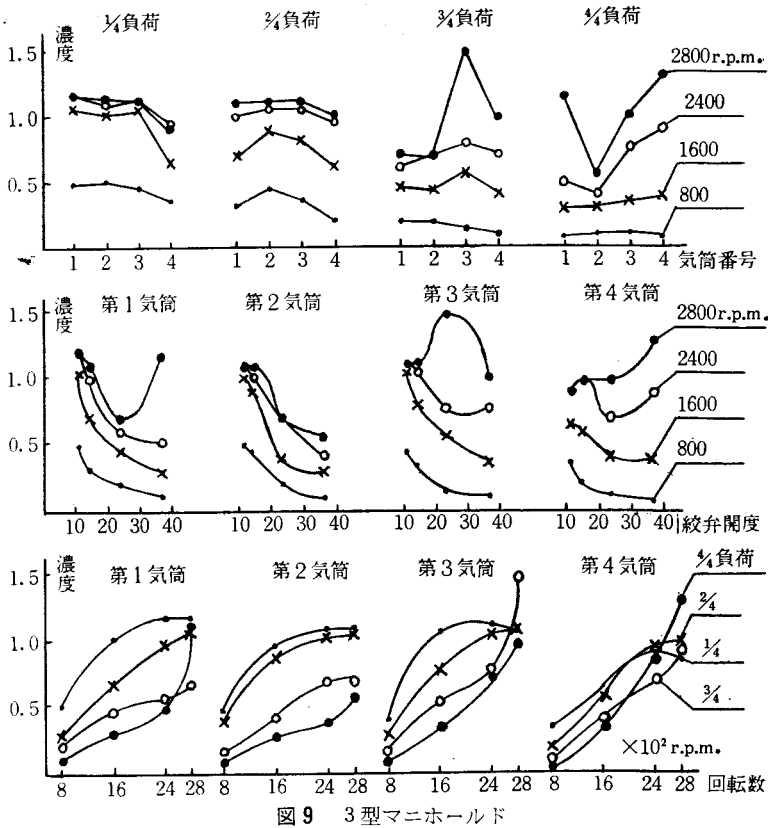 ¼負荷 2/4負荷 ¾負荷 4/4負荷
濃度
1.5
1.0
0.5
2800r.p.m.
2400
1600
800
1 2 3 4 1 2 3 4 1 2 3 4 1 2 3 4 気筒番号
第1気筒 第2気筒 第3気筒 第4気筒
濃度
1.5
1.0
0.5
2800r.p.m.
2400
1600
800
10 20 30 40 10 20 30 40 10 20 30 40 10 20 30 40 絞弁開度
第1気筒 第2気筒 第3気筒 第4気筒
濃度
1.5
1.0
0.5
4/4負荷
2/4
1/4
3/4
×10² r.p.m.
8 16 24 28 8 16 24 28 8 16 24 28 8 16 24 28 回転数
図9 3型マニホールド